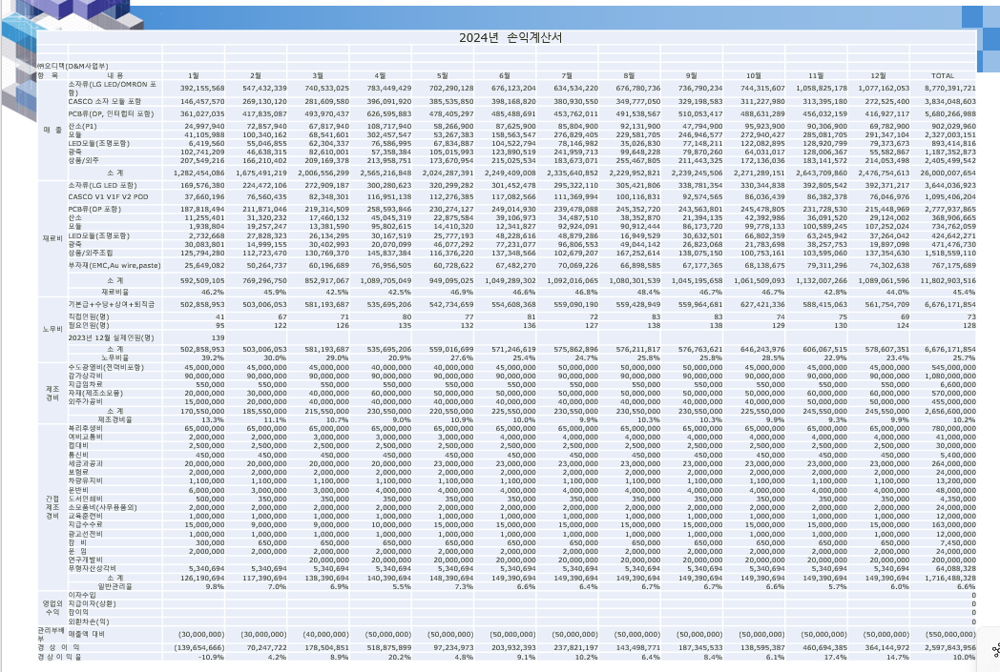 2024년 손익계산서
㈜오디텍(D&M사업부)
항 목 내 용 1월 2월 3월 4월 5월 6월 7월 8월 9월 10월 11월 12월 TOTAL
매 출
소자류(LG LED/OMRON 포함) 392,155,568 547,432,339 740,533,025 783,449,429 702,290,128 676,123,204 634,534,220 676,780,736 736,790,234 744,315,607 1,058,825,178 1,077,162,053 8,770,391,721
CASCO 소자 모듈 포함 146,457,570 269,130,120 281,609,580 396,091,920 385,535,850 398,168,820 380,930,550 349,777,050 329,198,583 311,227,980 313,395,180 272,525,400 3,834,048,603
PCB류(OP, 인터컴터 포함) 361,027,035 417,835,087 493,970,437 626,595,883 478,405,297 485,488,691 453,763,082 491,538,567 510,053,417 488,631,289 456,032,159 416,927,117 5,680,266,988
산소(P1) 24,997,940 72,857,940 67,817,940 108,717,940 58,266,900 87,625,900 85,804,900 92,131,900 47,794,900 95,923,900 90,306,900 69,782,900 902,029,960
모듈 41,105,988 100,340,162 68,541,601 302,457,547 53,267,383 158,563,547 276,829,405 229,581,705 246,946,577 272,940,427 285,081,705 291,347,104 2,327,003,151
LED모듈(조명포함) 6,419,560 55,046,855 62,304,337 76,586,995 67,834,887 104,522,794 78,146,982 35,026,830 77,148,211 122,082,895 128,920,799 79,373,673 893,414,816
광죽 102,741,209 46,638,315 82,610,001 57,358,384 105,015,993 123,890,519 241,959,713 99,648,228 79,870,260 64,031,017 128,006,367 55,582,867 1,187,352,873
상품/외주 207,549,216 166,210,673 209,169,378 213,958,751 173,670,954 215,025,534 163,671,071 255,467,805 211,443,325 172,136,036 183,141,572 214,053,498 2,405,499,542
소 계 1,282,454,086 1,675,491,219 2,006,556,299 2,565,216,848 2,024,287,391 2,249,409,008 2,335,640,852 2,229,952,821 2,239,245,506 2,271,289,151 2,643,709,860 2,476,754,613 26,000,007,654
재료비
소자류(LG LED 포함) 169,576,380 224,472,106 272,909,187 300,280,623 320,299,282 301,452,478 295,322,110 305,421,806 338,781,354 330,344,838 392,805,142 392,371,217 3,644,036,923
CASCO V1 V1F V2 POD 37,660,196 76,560,435 82,348,301 116,951,138 112,276,385 117,082,566 111,369,994 100,116,831 92,574,565 86,036,439 86,382,378 76,046,976 1,095,406,204
PCB류(OP 포함) 187,818,494 211,871,046 219,314,509 258,593,846 230,274,127 249,014,930 239,478,088 245,352,720 243,563,801 245,478,805 231,728,530 215,448,969 2,777,937,865
산소 11,255,401 31,320,232 17,460,132 45,045,319 22,875,584 39,106,973 34,487,510 38,352,870 21,394,135 42,392,986 36,091,520 29,124,002 368,906,665
모듈 1,938,804 19,257,247 13,381,590 95,802,615 14,410,320 12,341,827 92,924,091 90,912,444 86,173,720 99,778,133 100,589,245 107,252,024 734,762,059
LED모듈(조명포함) 2,732,668 27,828,323 26,134,295 30,167,519 25,777,193 48,228,616 48,879,286 16,949,529 30,632,501 66,802,359 63,245,942 37,264,042 424,642,271
광죽 30,083,801 14,999,155 30,402,993 20,070,099 46,077,292 77,231,077 96,806,553 44,049,044 26,823,068 21,783,698 38,257,353 19,897,098 471,476,730
상품/외주조립 125,794,280 112,723,470 130,769,370 145,837,384 116,376,220 137,348,566 102,679,207 167,252,614 138,075,150 100,753,161 103,595,060 137,354,630 1,518,559,110
부자재(EMC,Au wire,paste) 25,649,082 50,264,737 60,196,689 76,956,505 60,728,622 67,482,270 70,069,226 66,898,585 67,177,365 68,138,675 79,311,296 74,302,638 767,175,689
소 계 592,509,105 769,296,750 852,917,067 1,089,705,049 949,095,025 1,049,289,302 1,092,016,065 1,080,301,539 1,045,195,658 1,061,509,093 1,132,007,266 1,089,061,596 11,802,903,516
재료비율 46.2% 45.9% 42.5% 42.5% 46.9% 46.6% 46.8% 48.4% 46.7% 46.7% 42.8% 44.0% 45.4%
노무비
기본급+수당+상여+퇴직금 502,858,953 503,006,053 581,193,687 535,695,206 542,734,659 554,608,368 559,090,190 559,428,949 559,964,681 627,421,336 588,415,063 561,754,709 6,676,171,854
직접인원(명) 41 67 71 80 77 81 72 83 83 74 75 69 73
필요인원(명) 95 122 126 135 132 136 127 138 138 129 130 124 128
2023년 12월 실제인원(명) 139
소 계 502,858,953 503,006,053 581,193,687 535,695,206 559,016,699 571,246,619 575,862,896 576,211,817 576,763,621 646,243,976 606,067,515 578,607,351 6,676,171,854
노무비율 39.2% 30.0% 29.0% 20.9% 27.6% 25.4% 24.7% 25.8% 25.8% 28.5% 22.9% 23.4% 25.7%
제조
경비
수도광열비(전력비포함) 45,000,000 45,000,000 45,000,000 45,000,000 45,000,000 45,000,000 45,000,000 50,000,000 50,000,000 45,000,000 45,000,000 45,000,000 545,000,000
감가상각비 90,000,000 90,000,000 90,000,000 90,000,000 90,000,000 90,000,000 90,000,000 90,000,000 90,000,000 90,000,000 90,000,000 90,000,000 1,080,000,000
지급임차료 550,000 550,000 550,000 550,000 550,000 550,000 550,000 550,000 550,000 550,000 550,000 550,000 6,600,000
자재(제조소모품) 20,000,000 30,000,000 40,000,000 60,000,000 50,000,000 50,000,000 50,000,000 50,000,000 50,000,000 50,000,000 60,000,000 60,000,000 570,000,000
외주가공비 15,000,000 20,000,000 40,000,000 35,000,000 35,000,000 40,000,000 45,000,000 40,000,000 40,000,000 40,000,000 50,000,000 50,000,000 455,000,000
소 계 170,550,000 185,550,000 215,550,000 230,550,000 220,550,000 225,550,000 230,550,000 230,550,000 230,550,000 225,550,000 245,550,000 245,550,000 2,656,600,000
제조경비율 13.3% 11.1% 10.7% 9.0% 10.9% 10.0% 9.9% 10.3% 10.3% 9.9% 9.3% 9.9% 10.2%
간접
제조
경비
복리후생비 65,000,000 65,000,000 65,000,000 65,000,000 65,000,000 65,000,000 65,000,000 65,000,000 65,000,000 65,000,000 65,000,000 65,000,000 780,000,000
여비교통비 2,000,000 2,000,000 3,000,000 3,000,000 3,000,000 4,000,000 4,000,000 4,000,000 4,000,000 4,000,000 4,000,000 4,000,000 41,000,000
접대비 2,500,000 2,500,000 2,500,000 2,500,000 2,500,000 2,500,000 2,500,000 2,500,000 2,500,000 2,500,000 2,500,000 2,500,000 30,000,000
통신비 450,000 450,000 450,000 450,000 450,000 450,000 450,000 450,000 450,000 450,000 450,000 450,000 5,400,000
세금과공과 20,000,000 20,000,000 20,000,000 20,000,000 23,000,000 23,000,000 23,000,000 23,000,000 23,000,000 23,000,000 23,000,000 23,000,000 264,000,000
보험료 2,000,000 2,000,000 2,000,000 2,000,000 2,000,000 2,000,000 2,000,000 2,000,000 2,000,000 2,000,000 2,000,000 2,000,000 24,000,000
차량유지비 1,100,000 1,100,000 1,100,000 1,100,000 1,100,000 1,100,000 1,100,000 1,100,000 1,100,000 1,100,000 1,100,000 1,100,000 13,200,000
운반비 6,000,000 3,000,000 3,000,000 4,000,000 4,000,000 4,000,000 4,000,000 4,000,000 4,000,000 4,000,000 4,000,000 4,000,000 48,000,000
도서인쇄비 500,000 350,000 350,000 350,000 350,000 350,000 350,000 350,000 350,000 350,000 350,000 350,000 4,350,000
소모품비(사무용품외) 2,000,000 2,000,000 2,000,000 2,000,000 2,000,000 2,000,000 2,000,000 2,000,000 2,000,000 2,000,000 2,000,000 2,000,000 24,000,000
교육훈련비 1,000,000 1,000,000 1,000,000 1,000,000 1,000,000 1,000,000 1,000,000 1,000,000 1,000,000 1,000,000 1,000,000 1,000,000 12,000,000
지급수수료 15,000,000 9,000,000 9,000,000 10,000,000 15,000,000 15,000,000 15,000,000 15,000,000 15,000,000 15,000,000 15,000,000 15,000,000 163,000,000
광고선전비 1,000,000 1,000,000 1,000,000 1,000,000 1,000,000 1,000,000 1,000,000 1,000,000 1,000,000 1,000,000 1,000,000 1,000,000 12,000,000
잡 비 300,000 650,000 650,000 650,000 650,000 650,000 650,000 650,000 650,000 650,000 650,000 650,000 7,450,000
운 임 2,000,000 2,000,000 2,000,000 2,000,000 2,000,000 2,000,000 2,000,000 2,000,000 2,000,000 2,000,000 2,000,000 2,000,000 24,000,000
연구개발비 20,000,000 20,000,000 20,000,000 20,000,000 20,000,000 20,000,000 20,000,000 20,000,000 20,000,000 20,000,000 200,000,000
무형자산상각비 5,340,694 5,340,694 5,340,694 5,340,694 5,340,694 5,340,694 5,340,694 5,340,694 5,340,694 5,340,694 5,340,694 5,340,694 64,088,328
소 계 126,190,694 117,390,694 138,390,694 140,390,694 148,390,694 149,390,694 149,390,694 149,390,694 149,390,694 149,390,694 149,390,694 149,390,694 1,716,488,328
일반관리율 9.8% 7.0% 6.9% 5.5% 7.3% 6.6% 6.4% 6.7% 6.7% 6.6% 5.7% 6.0% 6.6%
영업외
수익
이자수입 0
지급이자(상환) 0
잡이익 0
외환차손(익) 0
관리부배부 매출액 대비 (30,000,000) (30,000,000) (40,000,000) (50,000,000) (50,000,000) (50,000,000) (50,000,000) (50,000,000) (50,000,000) (50,000,000) (50,000,000) (50,000,000) (550,000,000)
경 상 이 익 (139,654,666) 70,247,722 178,504,851 518,875,899 97,234,973 203,932,393 237,821,197 143,498,771 187,345,533 138,595,387 460,694,385 364,144,972 2,597,843,956
경 상 이 익 율 -10.9% 4.2% 8.9% 20.2% 4.8% 9.1% 10.2% 6.4% 8.4% 6.1% 17.4% 14.7% 10.0%